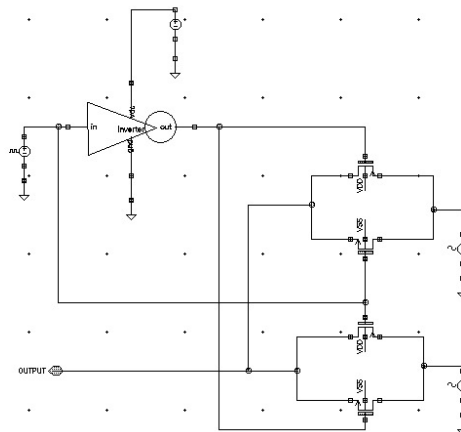 vdc
in
inverter
out
gnd
VDD
VSS
VDD
OUTPUT
VSS